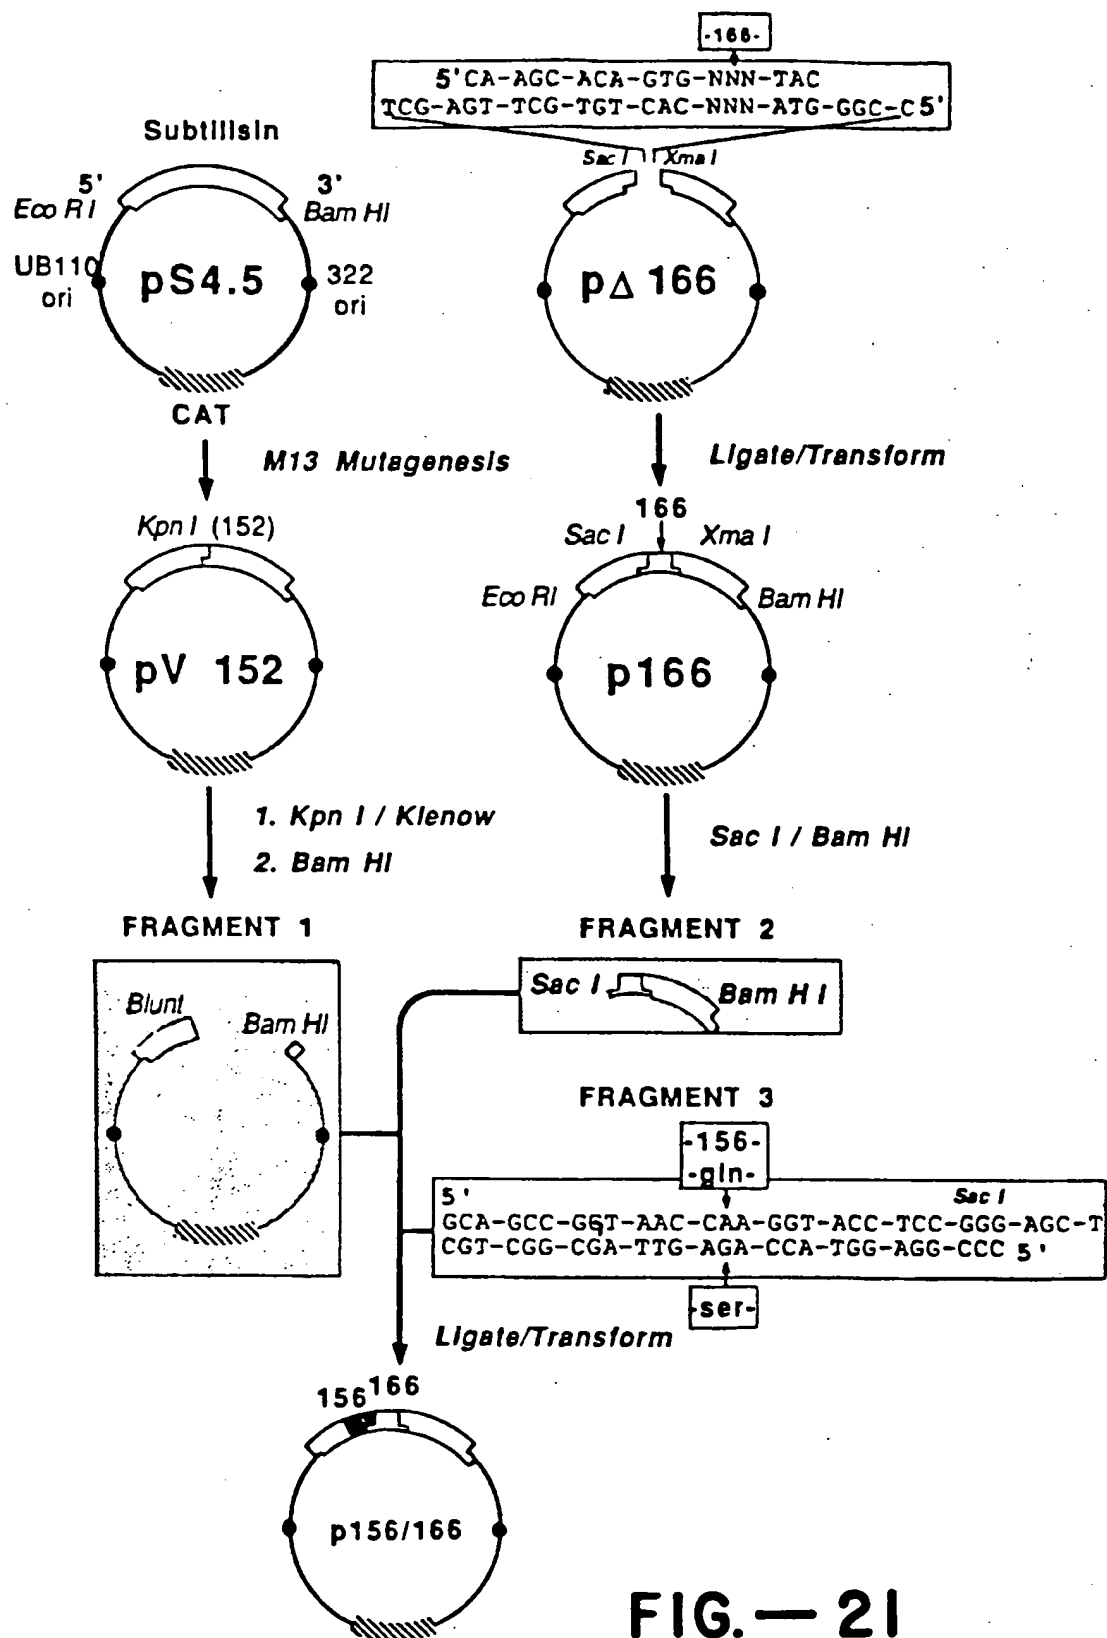 -166-
5'CA-AGC-ACA-GTG-NNN-TAC
TCG-AGT-TCG-TGT-CAC-NNN-ATG-GGC-C5'
Subtilisin
5'
3'
Eco RI
Bam HI
UB110
ori
pS4.5
322
ori
CAT
Sac I
Xma I
p△ 166
M13 Mutagenesis
Ligate/Transform
Kpn I (152)
pV 152
166
Sac I
Xma I
Eco RI
Bam HI
p166
1. Kpn I / Klenow
2. Bam HI
Sac I / Bam HI
FRAGMENT 1
Blunt
Bam HI
FRAGMENT 2
Sac I
Bam H I
FRAGMENT 3
-156-
-gln-
5'
Sac I
GCA-GCC-GGT-AAC-CAA-GGT-ACC-TCC-GGG-AGC-T
CGT-CGG-CGA-TTG-AGA-CCA-TGG-AGG-CCC 5'
-ser-
Ligate/Transform
156
166
p156/166
FIG.—21